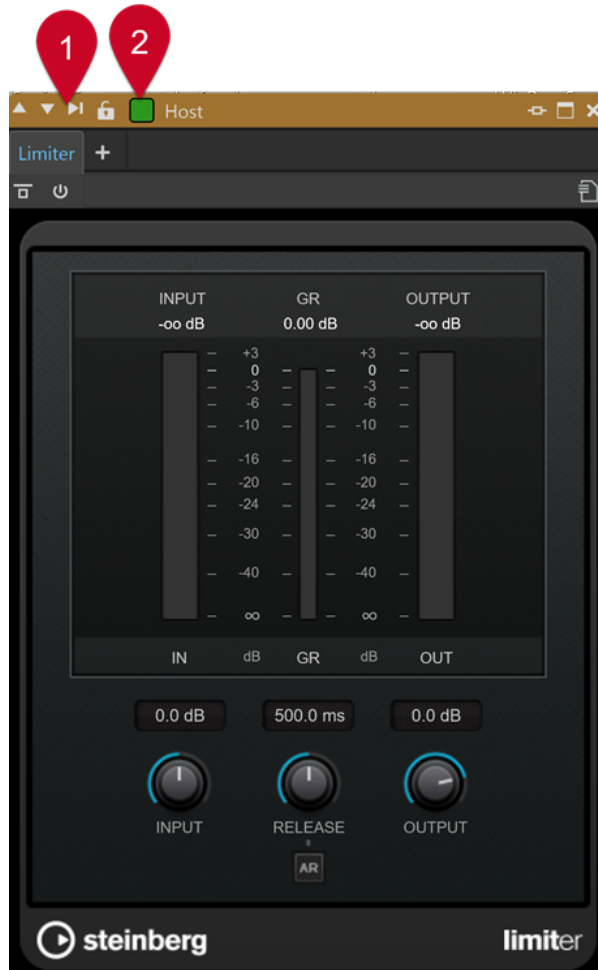 1 2
Host
Limiter +
INPUT GR OUTPUT
-oo dB 0.00 dB -oo dB
+3 +3
0 0
-3 -3
-6 -6
-10 -10
-16 -16
-20 -20
-24 -24
-30 -30
-40 -40
∞ ∞
IN dB GR dB OUT
0.0 dB 500.0 ms 0.0 dB
INPUT RELEASE OUTPUT
AR
steinberg limiter